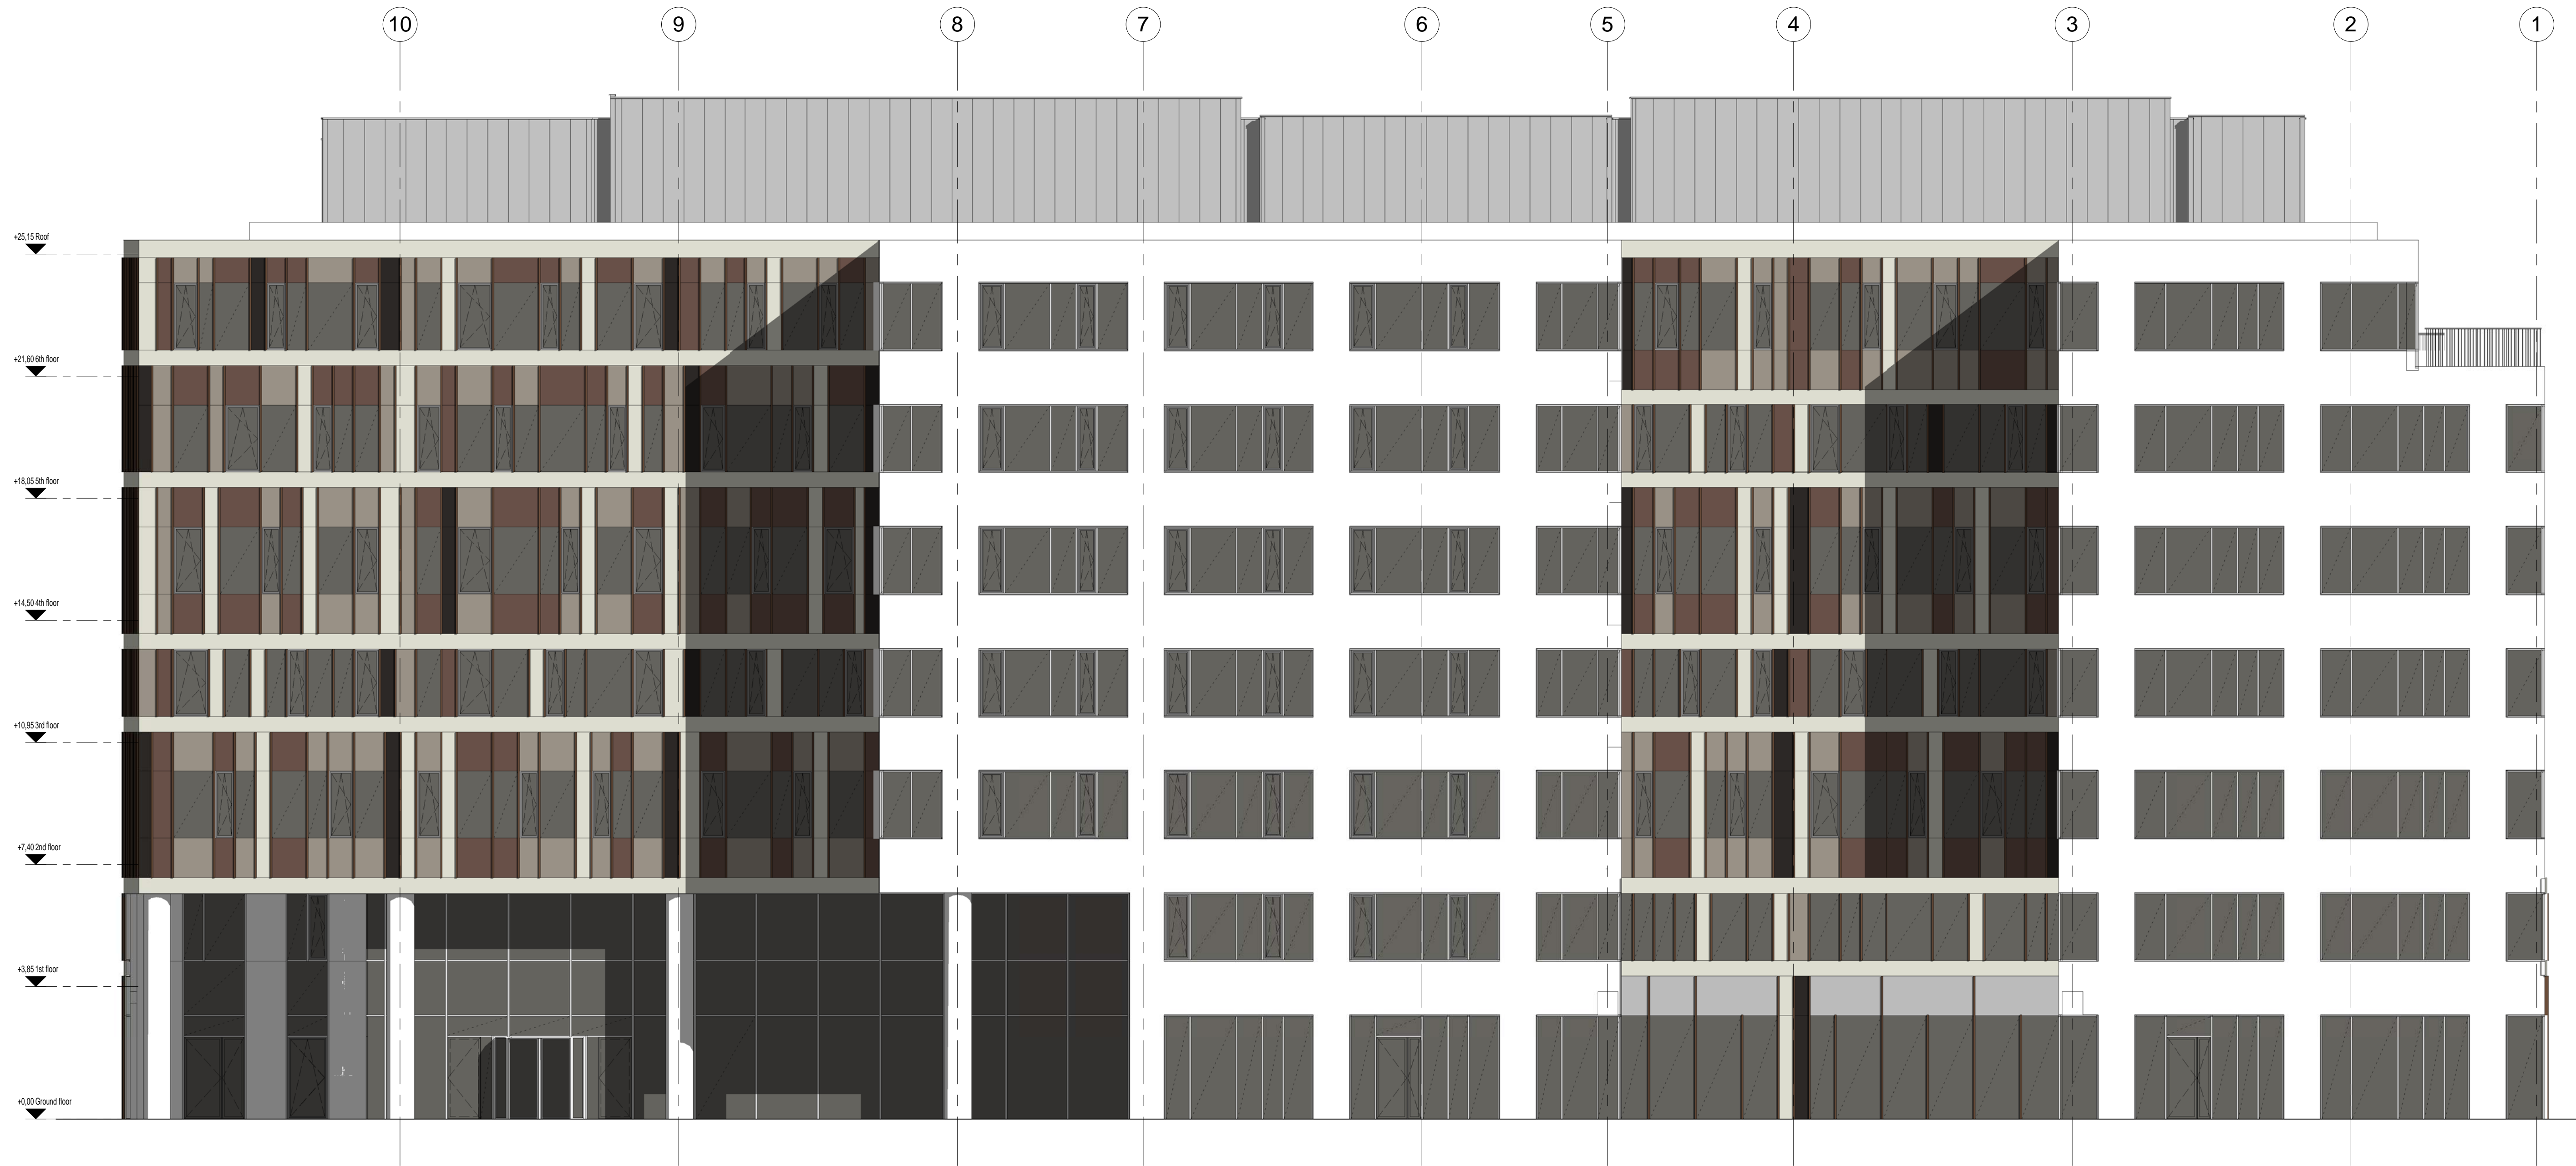 10 9 8 7 6 5 4 3 2 1
+25,15 Roof
+21,60 6th floor
+18,05 5th floor
+14,50 4th floor
+10,95 3rd floor
+7,40 2nd floor
+3,85 1st floor
+0,00 Ground floor